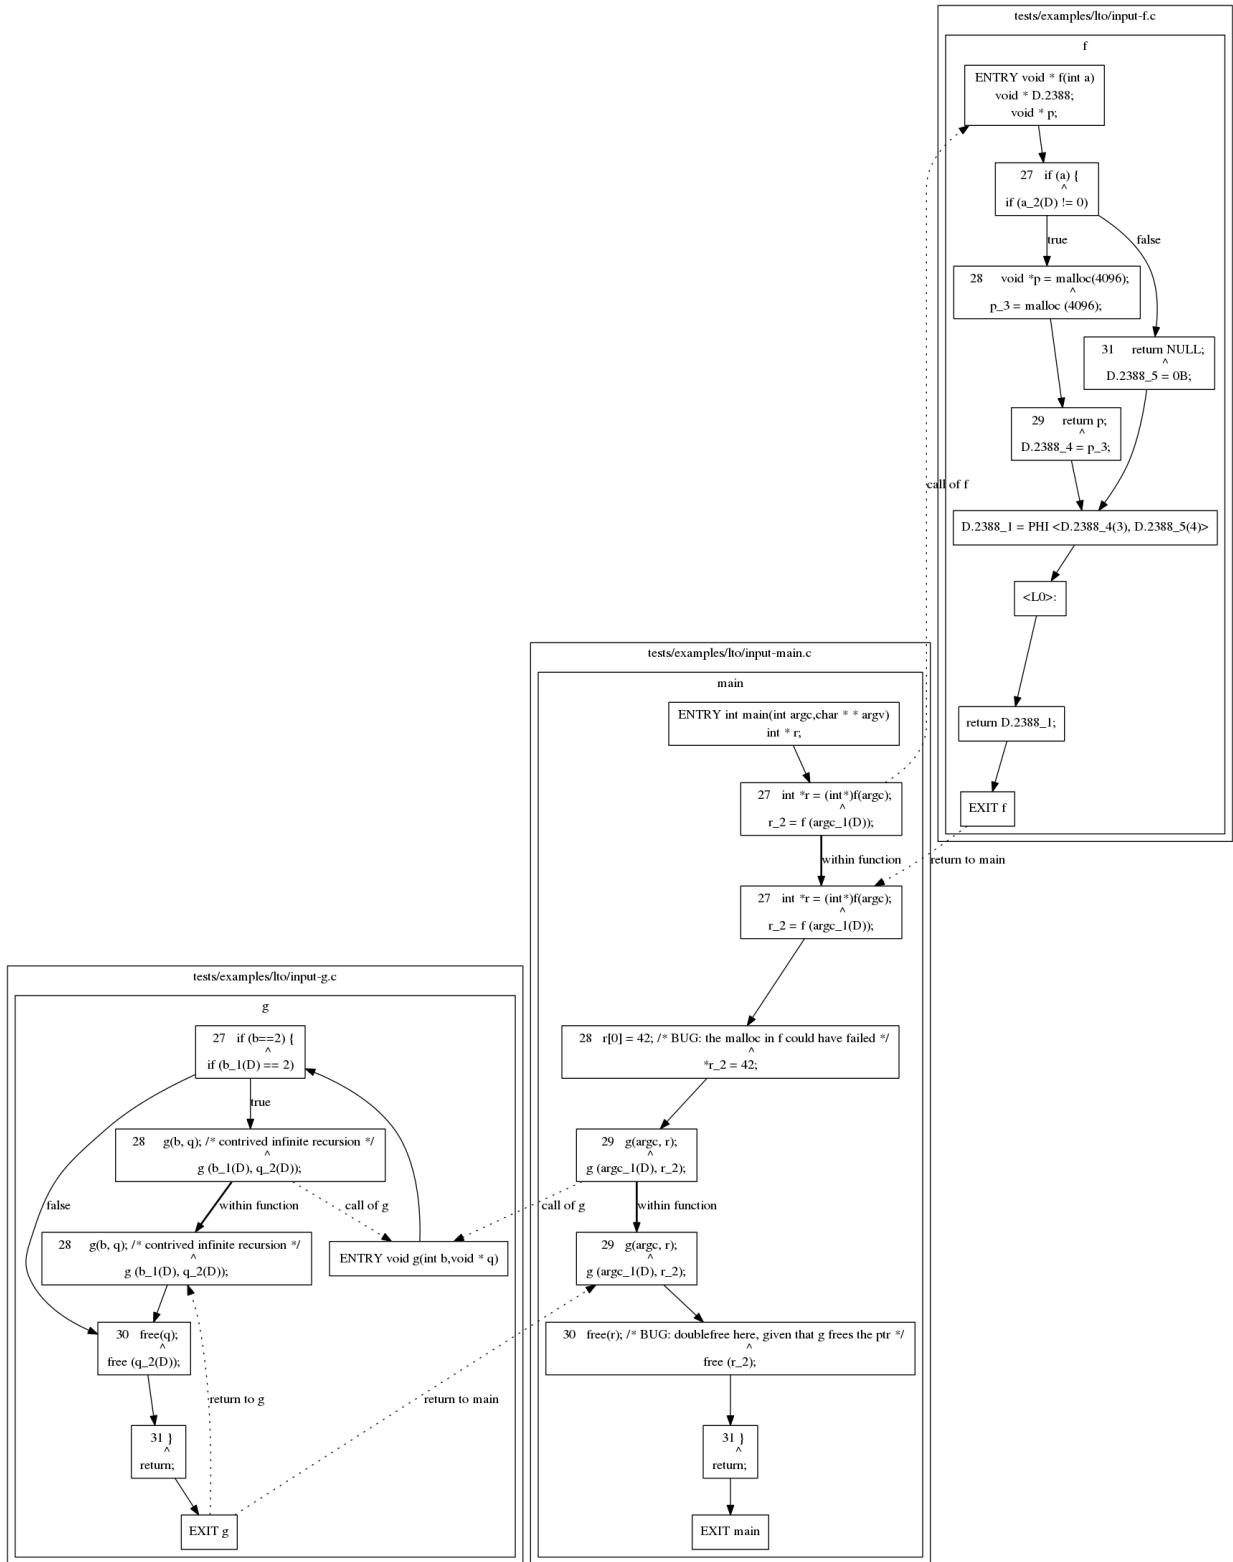 tests/examples/lto/input-f.c
f
ENTRY void * f(int a)
void * D.2388;
void * p;
27   if (a) {
^
if (a_2(D) != 0)
true
false
28     void *p = malloc(4096);
^
p_3 = malloc (4096);
31     return NULL;
^
D.2388_5 = 0B;
29     return p;
^
D.2388_4 = p_3;
call of f
D.2388_1 = PHI <D.2388_4(3), D.2388_5(4)>
<L0>:
return D.2388_1;
EXIT f
return to main
tests/examples/lto/input-main.c
main
ENTRY int main(int argc,char * * argv)
int * r;
27   int *r = (int*)f(argc);
^
r_2 = f (argc_1(D));
within function
27   int *r = (int*)f(argc);
^
r_2 = f (argc_1(D));
28   r[0] = 42; /* BUG: the malloc in f could have failed */
^
*r_2 = 42;
29   g(argc, r);
^
g (argc_1(D), r_2);
call of g
within function
29   g(argc, r);
^
g (argc_1(D), r_2);
30   free(r); /* BUG: doublefree here, given that g frees the ptr */
^
free (r_2);
return to main
31 }
^
return;
EXIT main
tests/examples/lto/input-g.c
g
27   if (b==2) {
^
if (b_1(D) == 2)
true
28     g(b, q); /* contrived infinite recursion */
^
g (b_1(D), q_2(D));
false
within function
call of g
28     g(b, q); /* contrived infinite recursion */
^
g (b_1(D), q_2(D));
ENTRY void g(int b,void * q)
30   free(q);
^
free (q_2(D));
return to g
31 }
^
return;
EXIT g